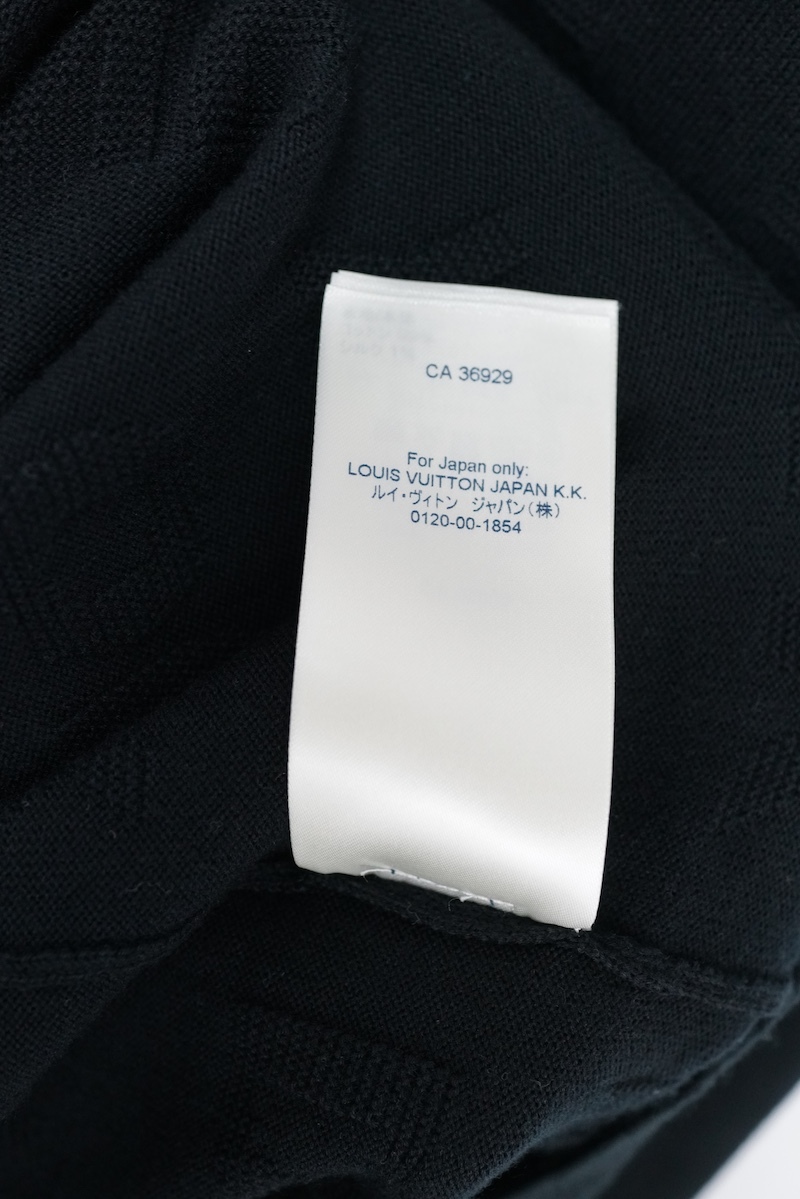 CA 36929
For Japan only:
LOUIS VUITTON JAPAN K.K.
ルイ・ヴィトン ジャパン(株)
0120-00-1854